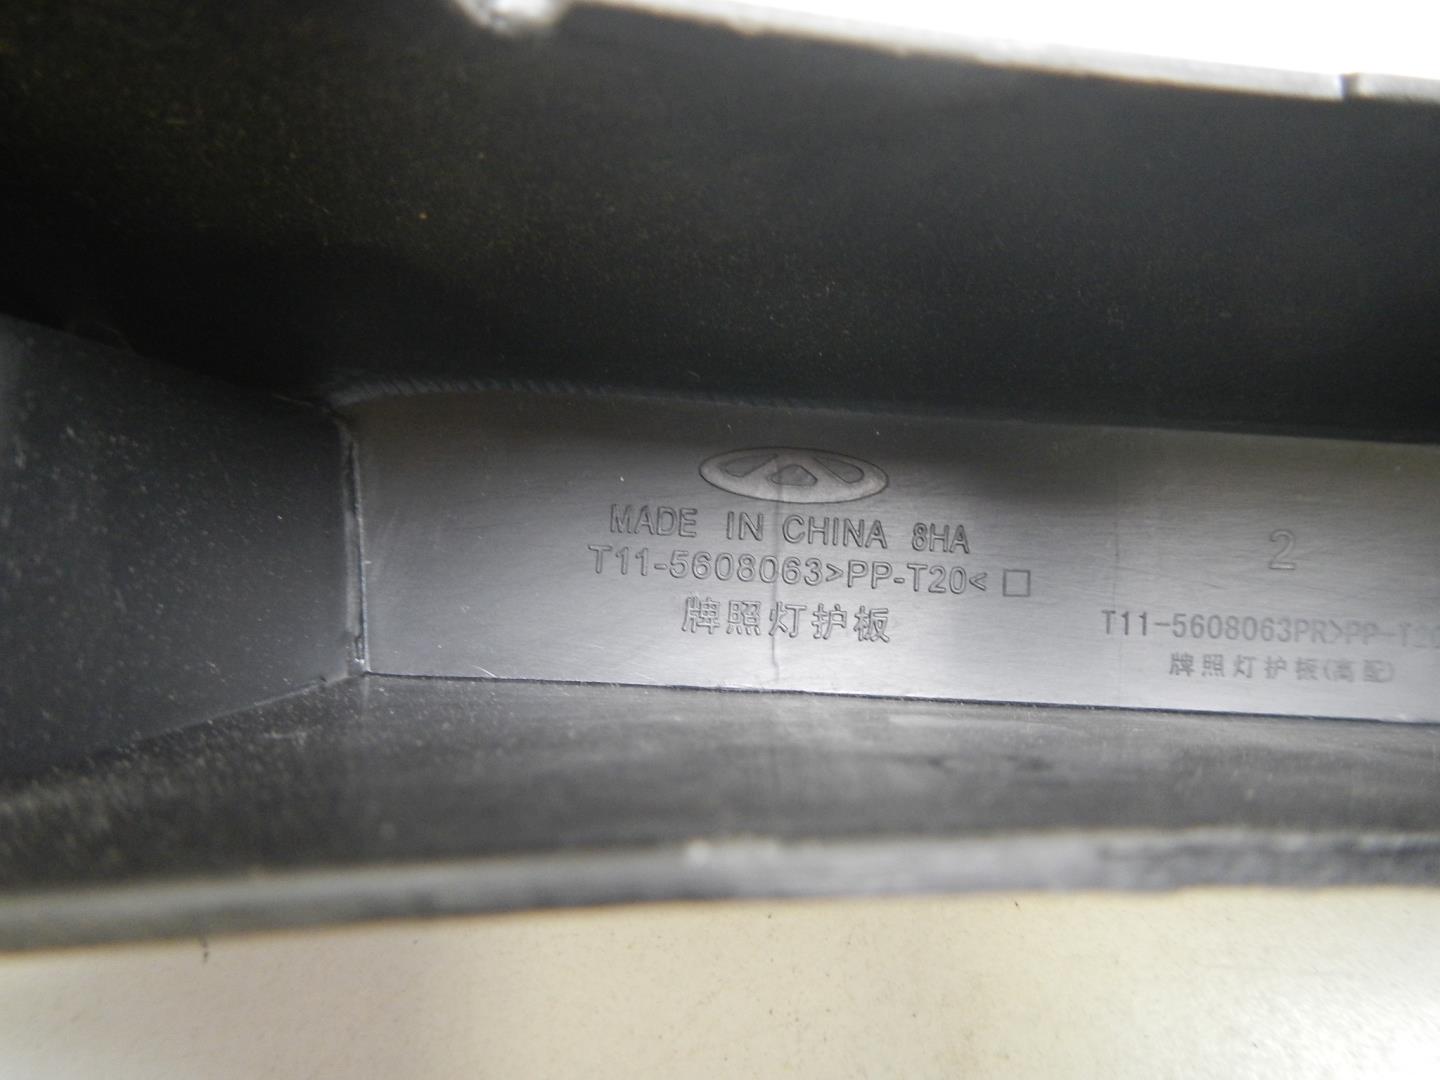 MADE IN CHINA 8HA
T11-5608063>PP-T20< □
牌照灯护板
2
T11-5608063PR>PP-T20
牌照灯护板(高配)